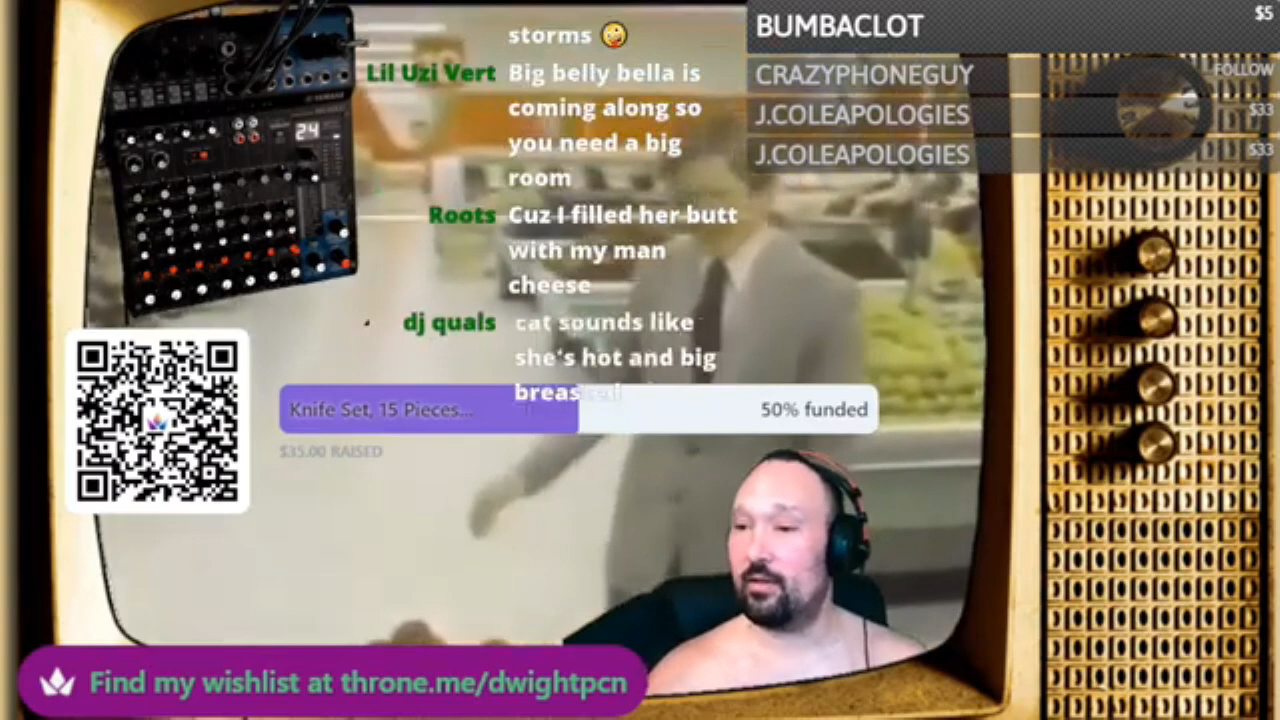 storms 🤪
Lil Uzi Vert Big belly bella is
coming along so
you need a big
room
Roots Cuz I filled her butt
with my man
cheese
dj quals cat sounds like
she's hot and big
breasted
BUMBACLOT $5
CRAZYPHONEGUY FOLLOW
J.COLEAPOLOGIES $33
J.COLEAPOLOGIES $33
24
Knife Set, 15 Pieces... 50% funded
$35.00 RAISED
Find my wishlist at throne.me/dwightpcn